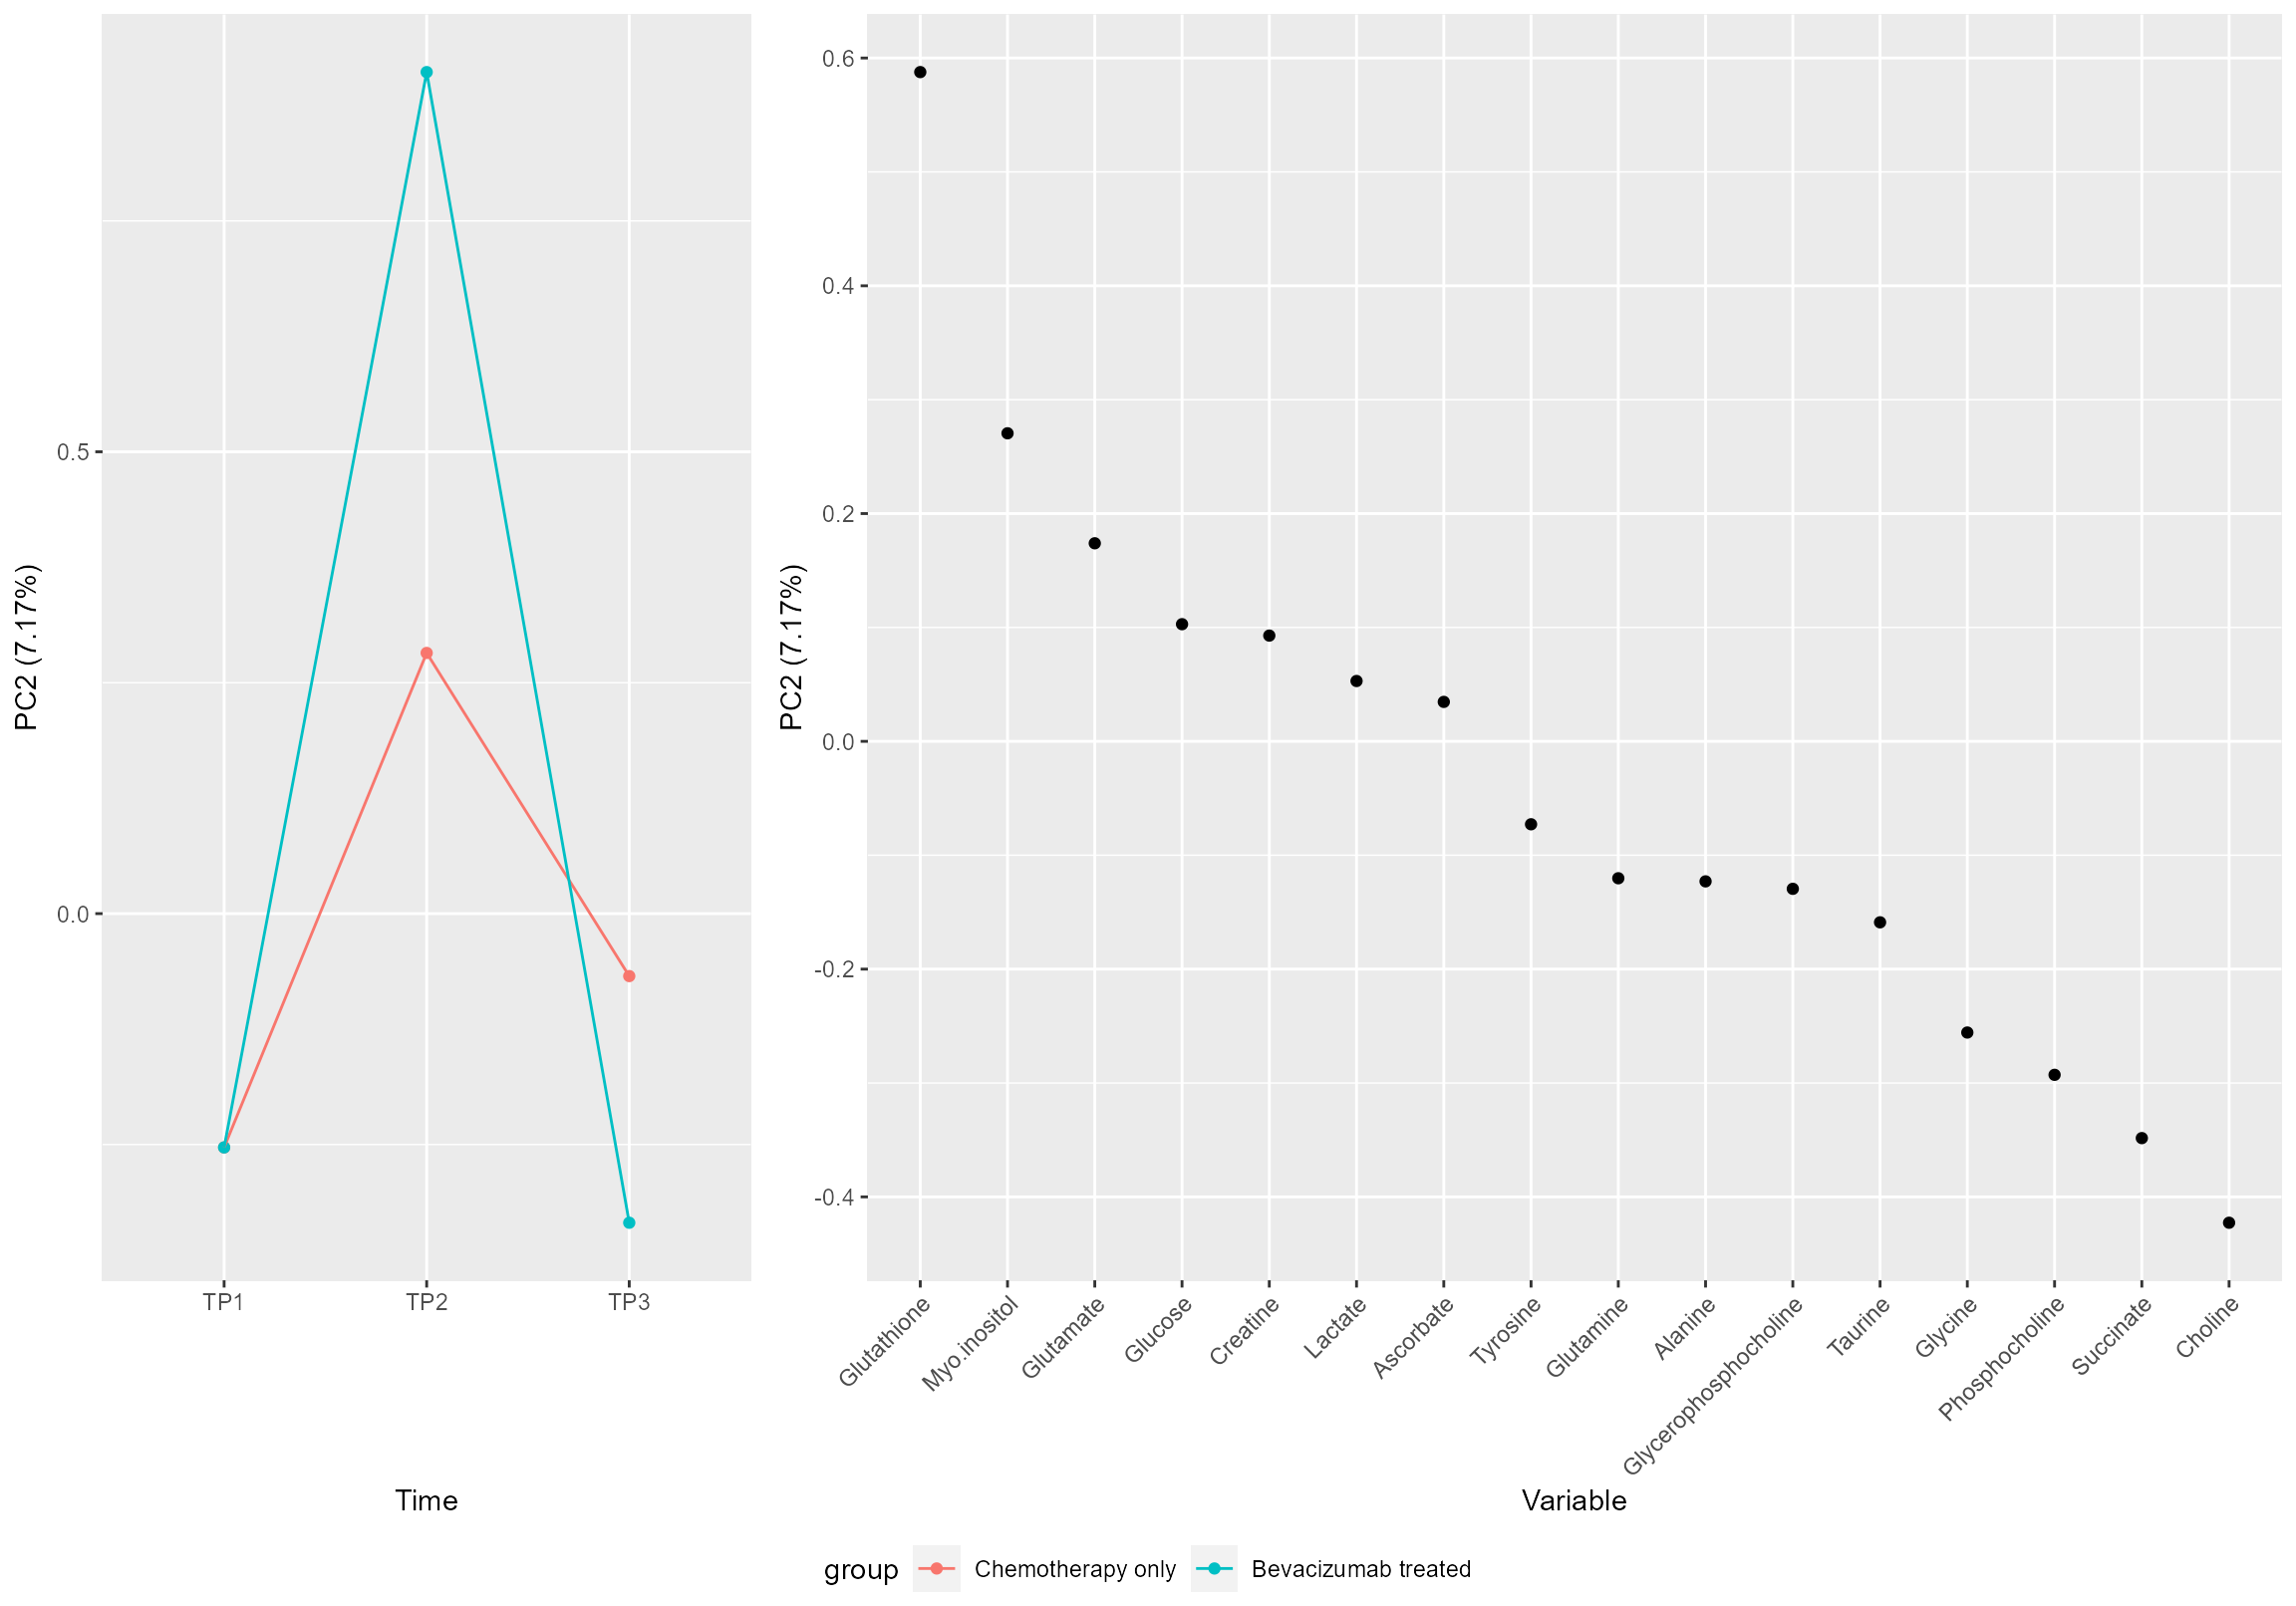 PC2 (7.17%)
0.5
0.0
TP1
TP2
TP3
Time
PC2 (7.17%)
0.6
0.4
0.2
0.0
-0.2
-0.4
Glutathione
Myo.inositol
Glutamate
Glucose
Creatine
Lactate
Ascorbate
Tyrosine
Glutamine
Alanine
Glycerophosphocholine
Taurine
Glycine
Phosphocholine
Succinate
Choline
Variable
group Chemotherapy only Bevacizumab treated